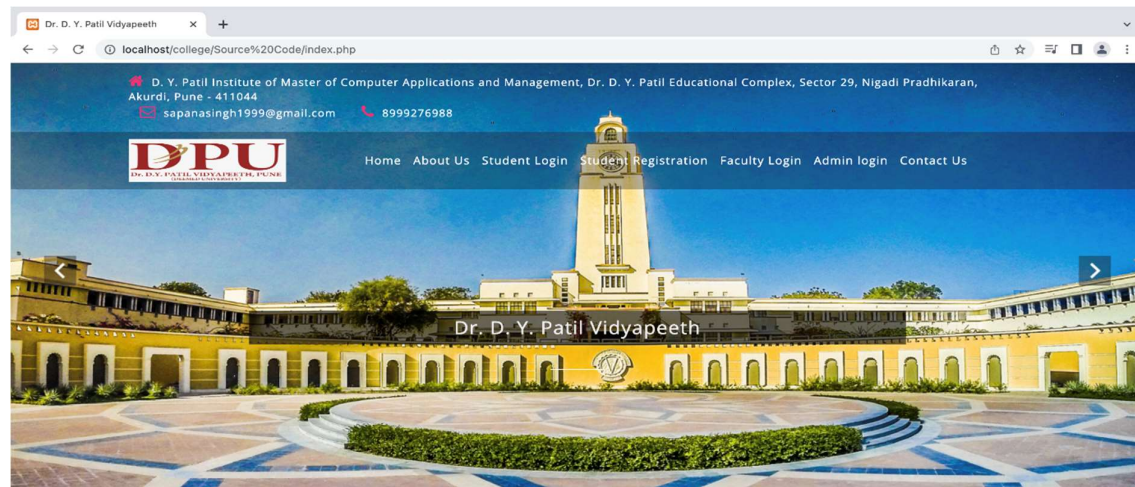 Dr. D. Y. Patil Vidyapeeth
localhost/college/Source%20Code/index.php
D. Y. Patil Institute of Master of Computer Applications and Management, Dr. D. Y. Patil Educational Complex, Sector 29, Nigadi Pradhikaran,
Akurdi, Pune - 411044
sapanasingh1999@gmail.com 8999276988
DPU
DR. D.Y. PATIL VIDYAPEETH, PUNE
(DEEMED UNIVERSITY)
Home About Us Student Login Student Registration Faculty Login Admin login Contact Us
Dr. D. Y. Patil Vidyapeeth